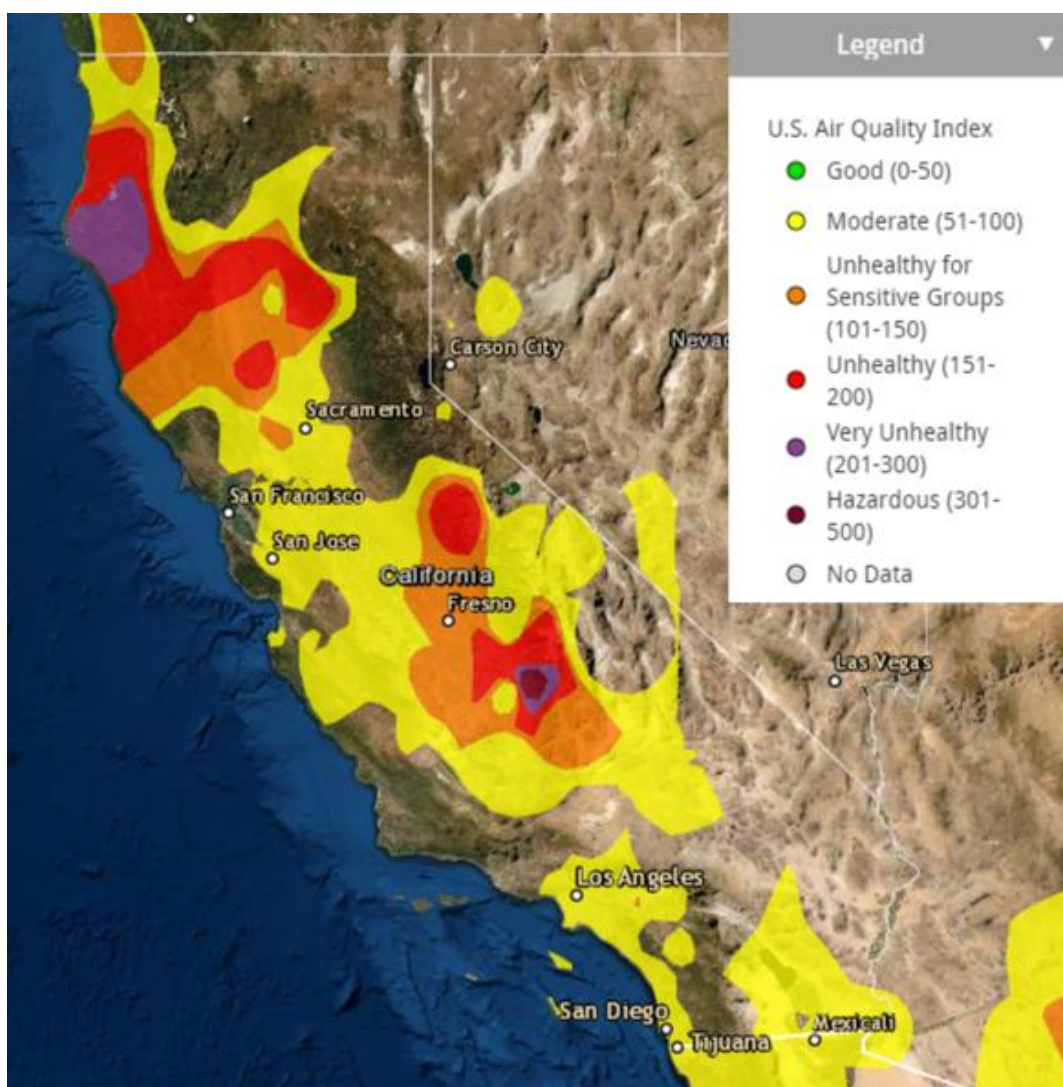 Legend
U.S. Air Quality Index
Good (0-50)
Moderate (51-100)
Unhealthy for
Sensitive Groups
(101-150)
Unhealthy (151-
200)
Very Unhealthy
(201-300)
Hazardous (301-
500)
No Data
Carson City
Nevad
Sacramento
San Francisco
San Jose
California
Fresno
Las Vegas
Los Angeles
San Diego
Tijuana
Mexicali